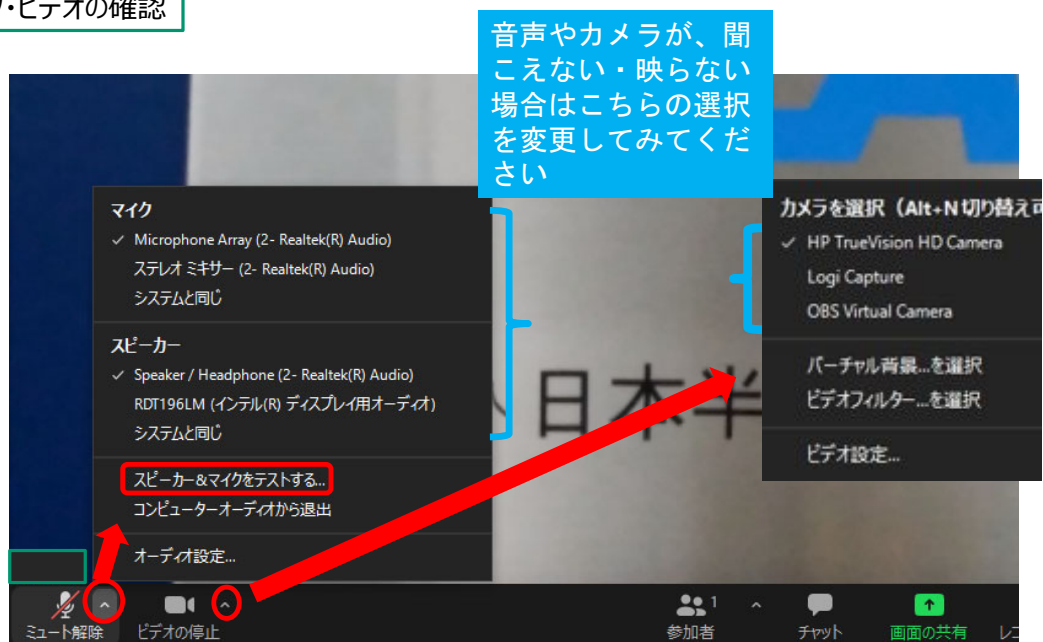 ・ビデオの確認
音声やカメラが、聞
こえない・映らない
場合はこちらの選択
を変更してみてくだ
さい
マイク
✓ Microphone Array (2- Realtek(R) Audio)
ステレオ ミキサー (2- Realtek(R) Audio)
システムと同じ
スピーカー
✓ Speaker / Headphone (2- Realtek(R) Audio)
RDT196LM (インテル(R) ディスプレイ用オーディオ)
システムと同じ
スピーカー&マイクをテストする...
コンピューターオーディオから退出
オーディオ設定...
カメラを選択（Alt+N 切り替え可
✓ HP TrueVision HD Camera
Logi Capture
OBS Virtual Camera
バーチャル背景...を選択
ビデオフィルター...を選択
ビデオ設定...
日本半
ミュート解除
ビデオの停止
1
参加者
チャット
画面の共有
レコ